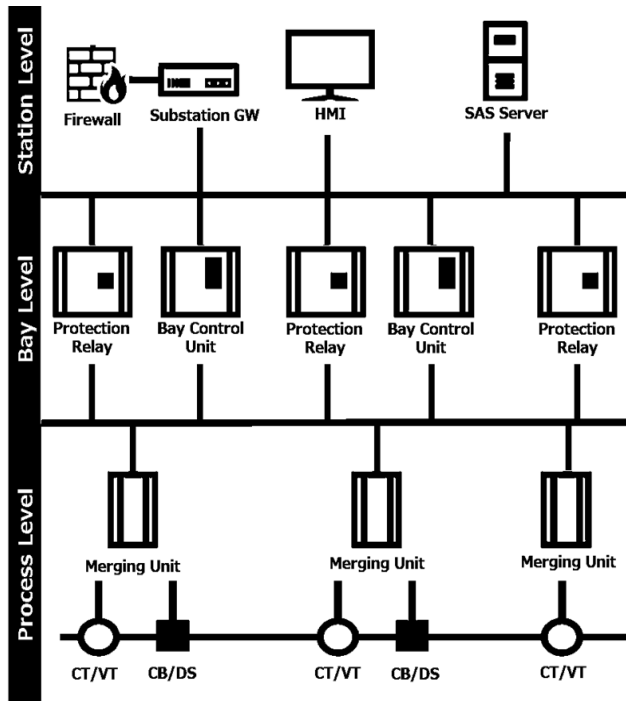 Station Level
Firewall
Substation GW
HMI
SAS Server
Bay Level
Protection
Relay
Bay Control
Unit
Protection
Relay
Bay Control
Unit
Protection
Relay
Process Level
Merging Unit
Merging Unit
Merging Unit
CT/VT
CB/DS
CT/VT
CB/DS
CT/VT